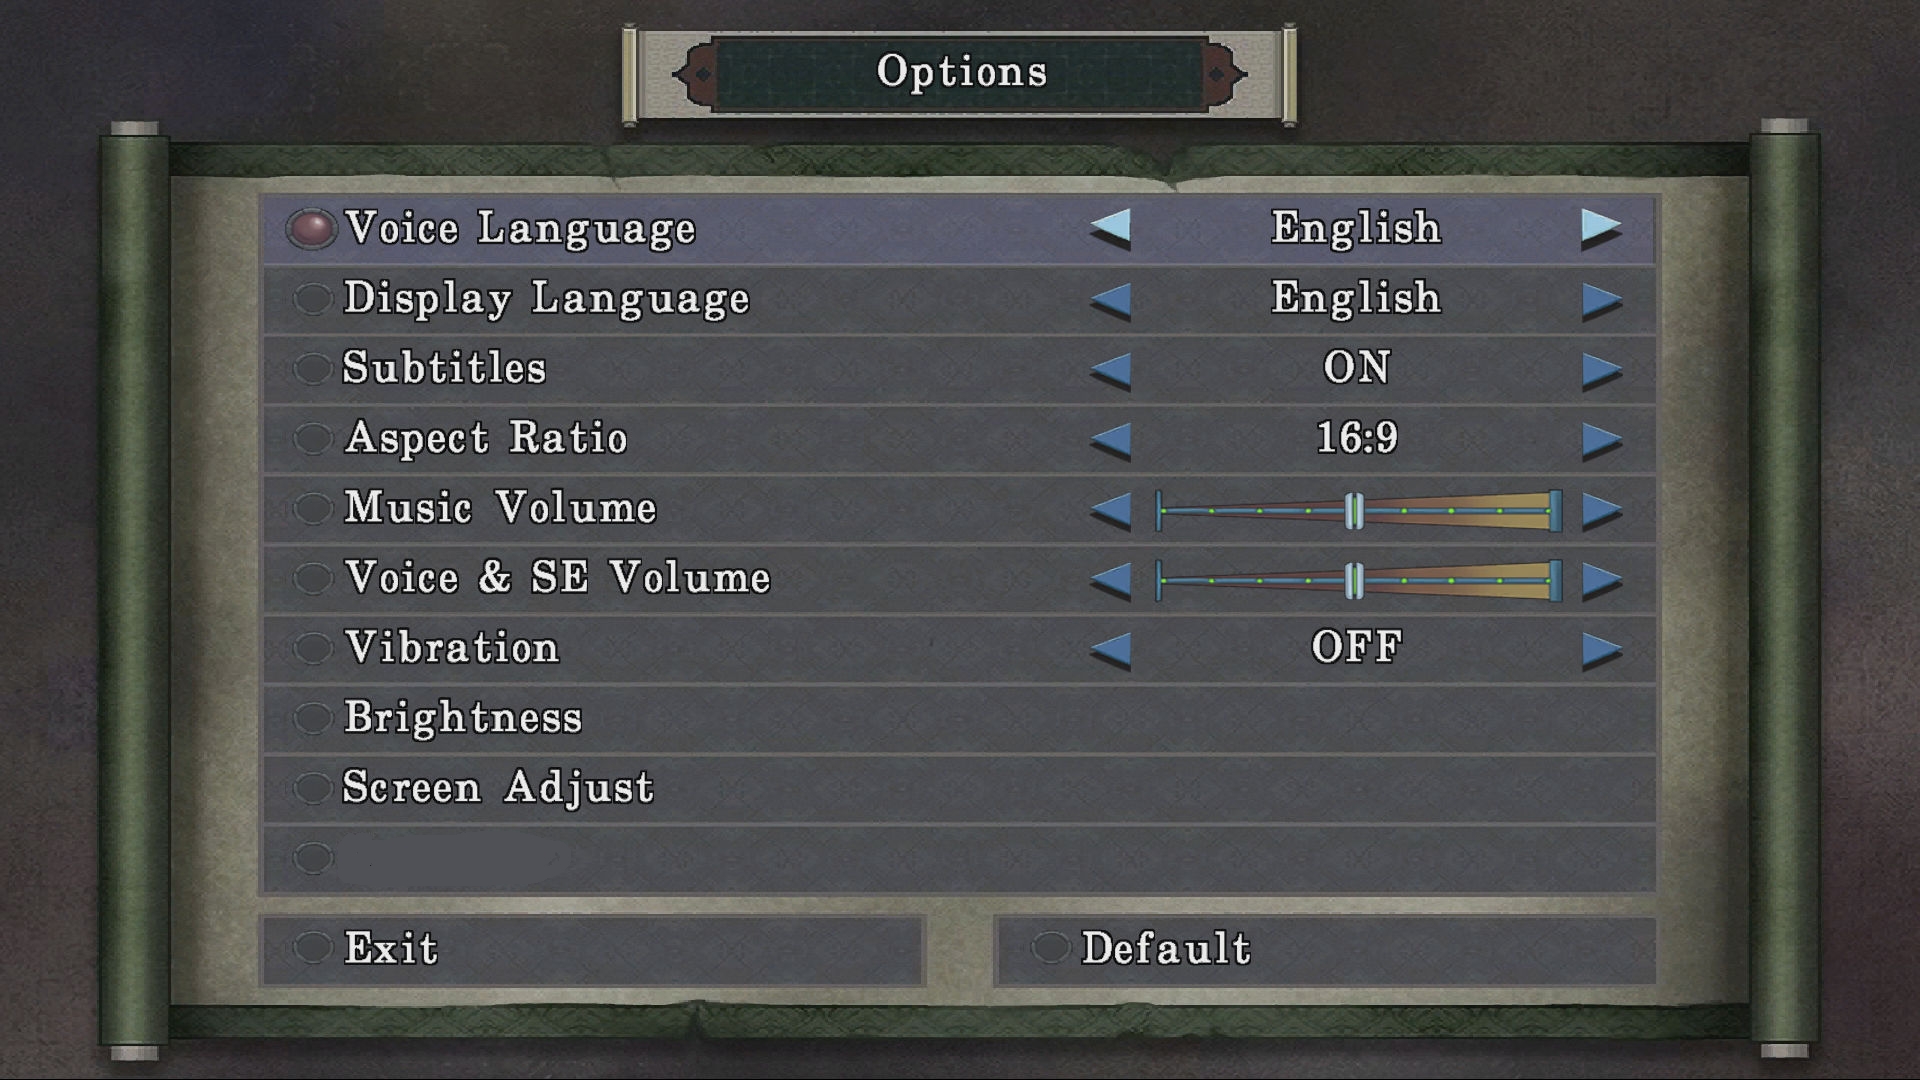 Options
Voice Language English
Display Language English
Subtitles ON
Aspect Ratio 16:9
Music Volume
Voice & SE Volume
Vibration OFF
Brightness
Screen Adjust
Exit Default